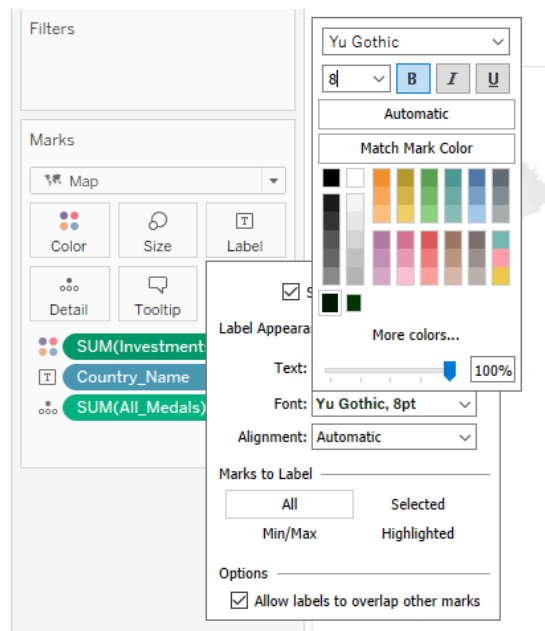 Filters
Marks
Map
Color
Size
T
Label
Detail
Tooltip
SUM(Investment
T
Country_Name
SUM(All_Medals)
Yu Gothic
8
B
I
U
Automatic
Match Mark Color
More colors...
100%
S
Label Appeara
Text:
Font:
Yu Gothic, 8pt
Alignment:
Automatic
Marks to Label
All
Selected
Min/Max
Highlighted
Options
Allow labels to overlap other marks